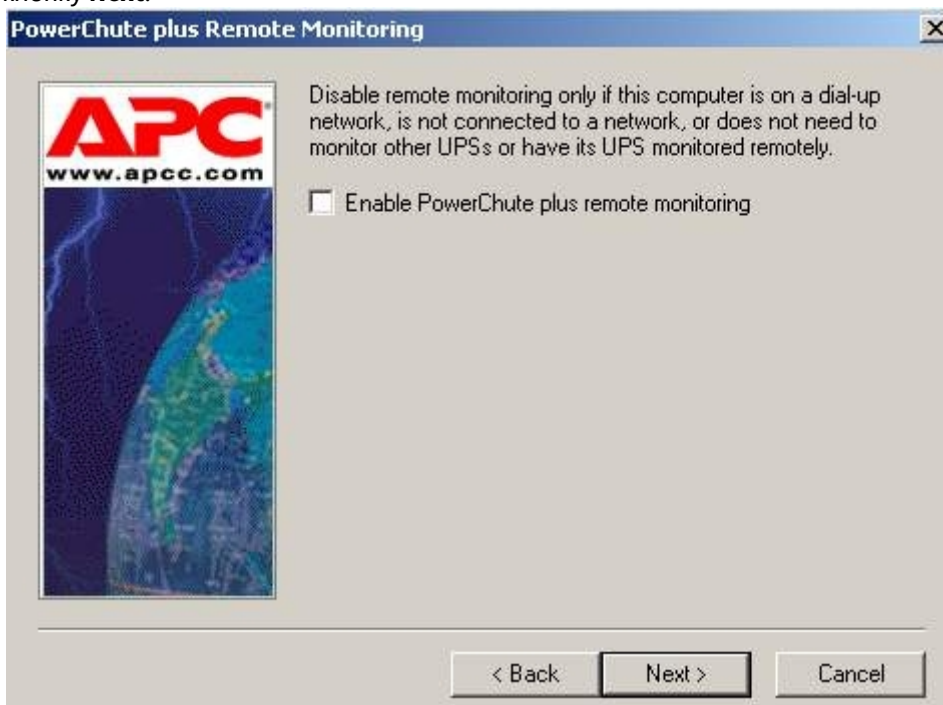 PowerChute plus Remote Monitoring
APC
www.apcc.com
Disable remote monitoring only if this computer is on a dial-up
network, is not connected to a network, or does not need to
monitor other UPSs or have its UPS monitored remotely.
Enable PowerChute plus remote monitoring
< Back
Next >
Cancel